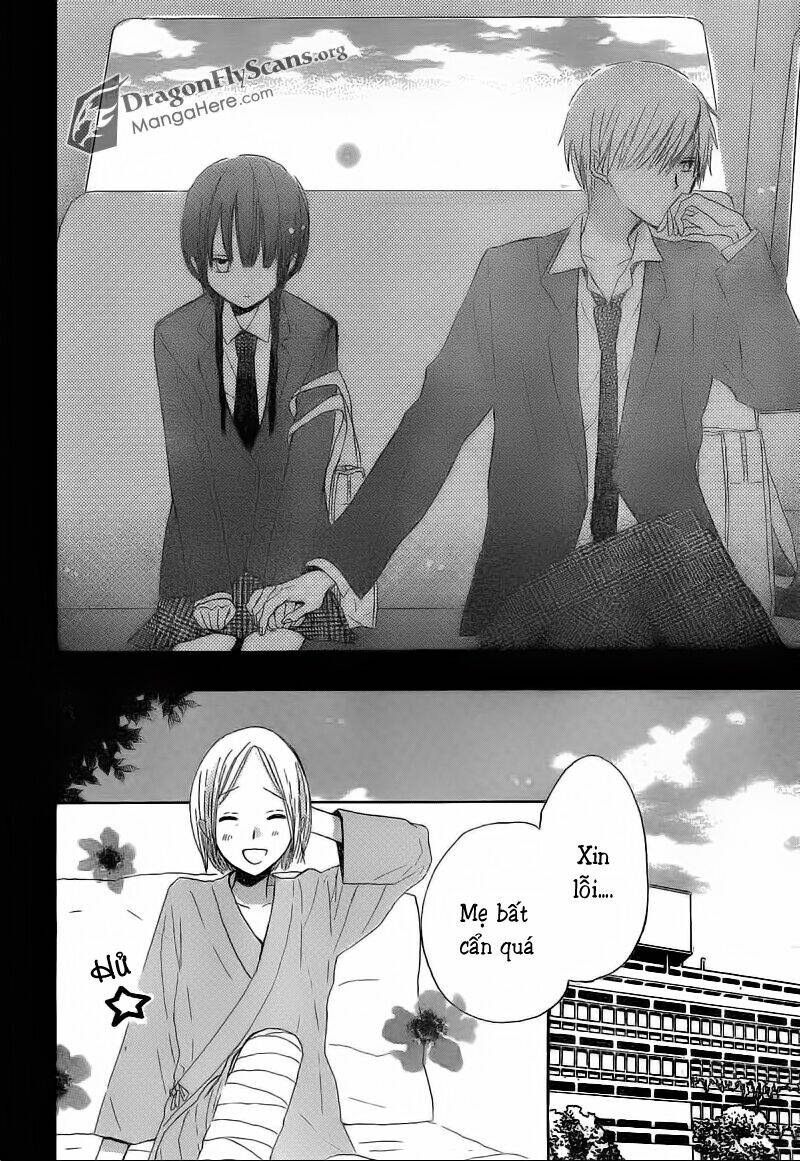 DragonFlyScans.org
MangaHere.com
Xin
lỗi....
Mẹ bất
cẩn quá
Hử